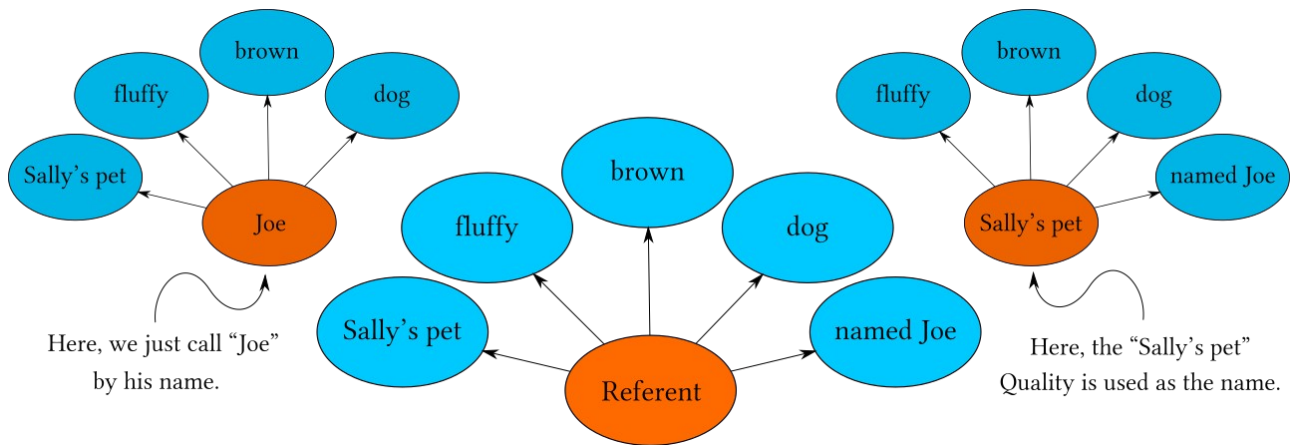 brown
fluffy
dog
Sally’s pet
Joe
Here, we just call “Joe”
by his name.
brown
fluffy
dog
Sally’s pet
named Joe
Referent
brown
fluffy
dog
named Joe
Sally’s pet
Here, the “Sally’s pet”
Quality is used as the name.